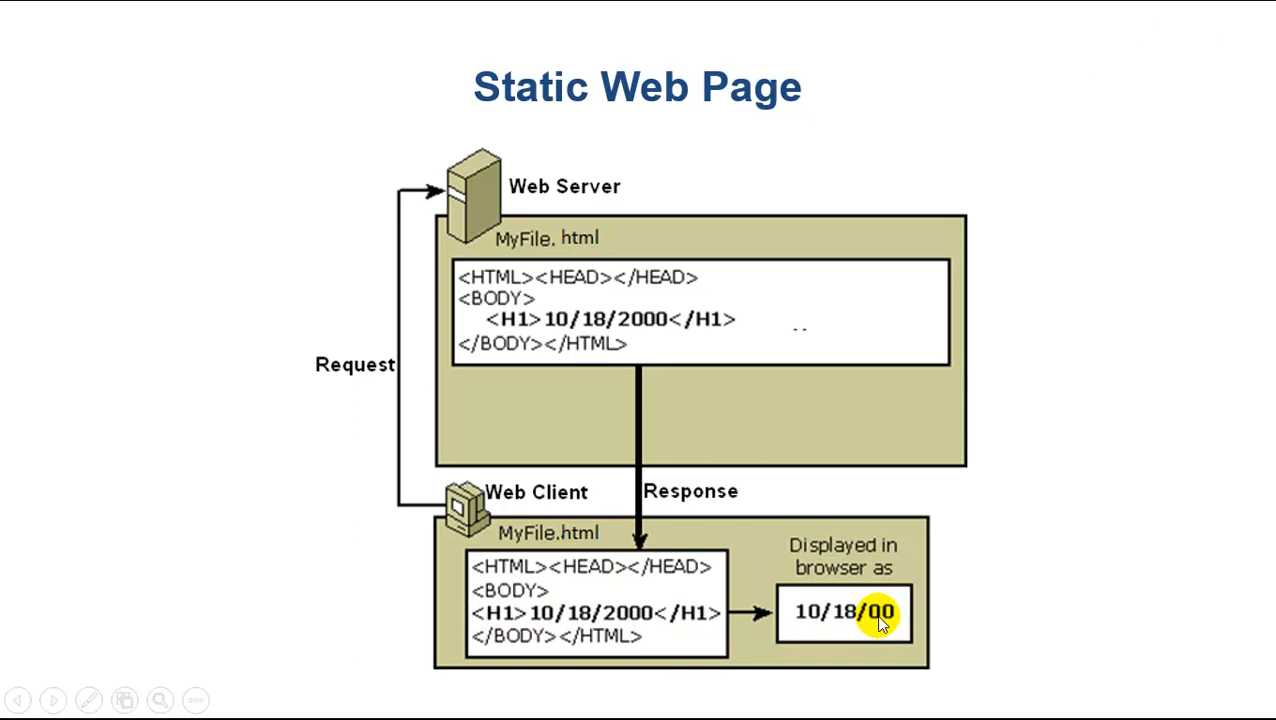 Static Web Page
Web Server
MyFile. html
<HTML><HEAD></HEAD>
<BODY>
<H1>10/18/2000</H1>
</BODY></HTML>
Request
Web Client
Response
MyFile.html
<HTML><HEAD></HEAD>
<BODY>
<H1>10/18/2000</H1>
</BODY></HTML>
Displayed in
browser as
10/18/00